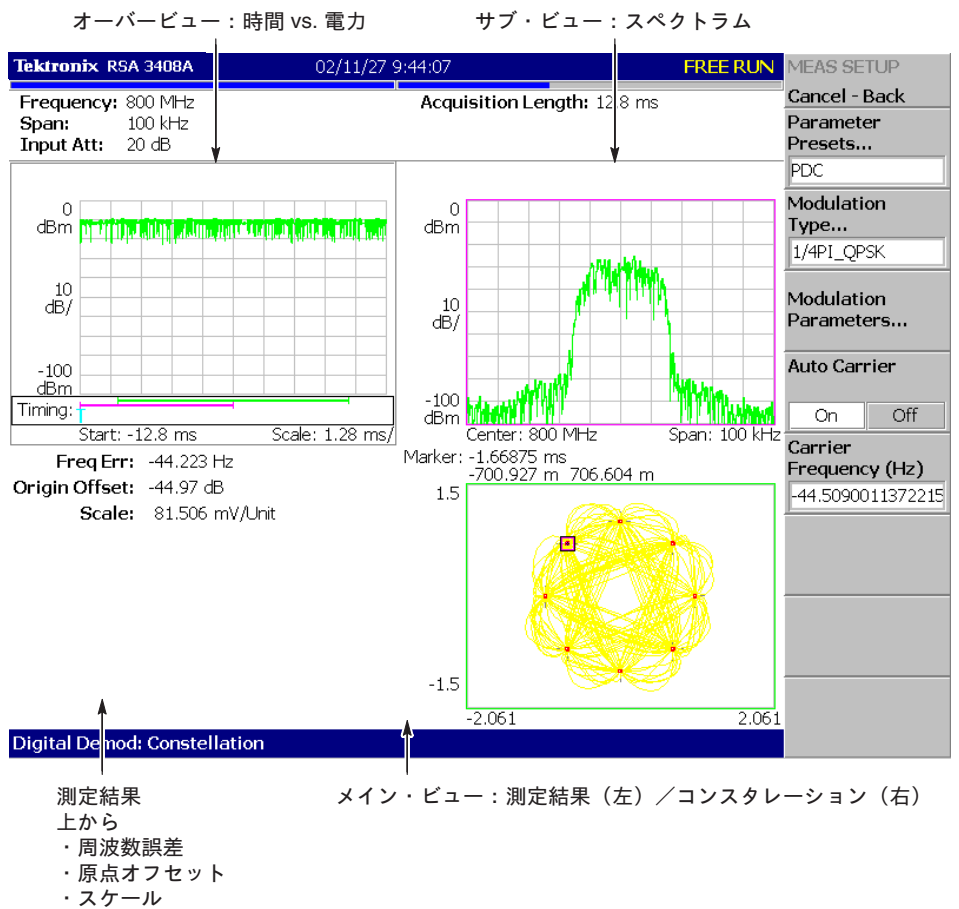 オーバービュー：時間 vs. 電力
サブ・ビュー：スペクトラム
Tektronix RSA 3408A 02/11/27 9:44:07 FREE RUN
MEAS SETUP
Frequency: 800 MHz
Span: 100 kHz
Input Att: 20 dB
Acquisition Length: 12.8 ms
Cancel - Back
Parameter
Presets...
PDC
Modulation
Type...
1/4PI_QPSK
Modulation
Parameters...
Auto Carrier
On Off
Carrier
Frequency (Hz)
-44.5090011372215
0
dBm
10
dB/
-100
dBm
Timing:
T
Start: -12.8 ms Scale: 1.28 ms/
0
dBm
10
dB/
-100
dBm
Center: 800 MHz Span: 100 kHz
Freq Err: -44.223 Hz
Origin Offset: -44.97 dB
Scale: 81.506 mV/Unit
Marker: -1.66875 ms
-700.927 m 706.604 m
1.5
-1.5
-2.061 2.061
Digital Demod: Constellation
測定結果
上から
・周波数誤差
・原点オフセット
・スケール
メイン・ビュー：測定結果（左）／コンスタレーション（右）